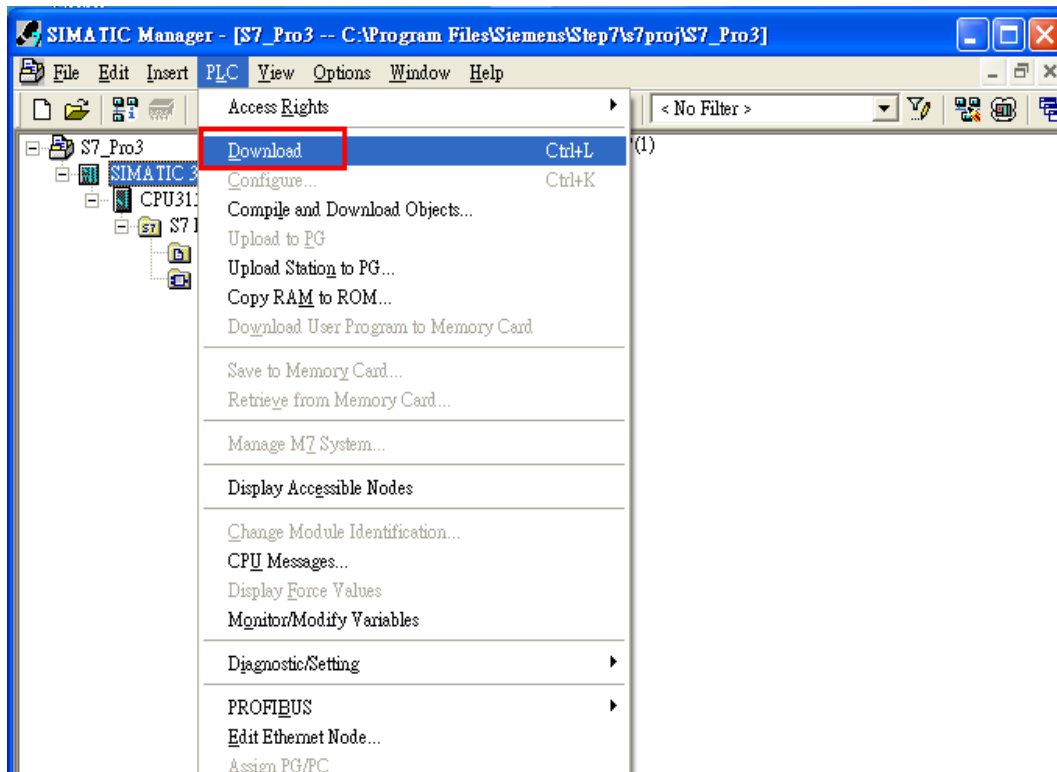 SIMATIC Manager - [S7_Pro3 -- C:\Program Files\Siemens\Step7\s7proj\S7_Pro3]
File Edit Insert PLC View Options Window Help
< No Filter >
S7_Pro3
SIMATIC 3
CPU31
S7
(1)
Access Rights
Download Ctrl+L
Configure... Ctrl+K
Compile and Download Objects...
Upload to PG
Upload Station to PG...
Copy RAM to ROM...
Download User Program to Memory Card
Save to Memory Card...
Retrieve from Memory Card...
Manage M7 System...
Display Accessible Nodes
Change Module Identification...
CPU Messages...
Display Force Values
Monitor/Modify Variables
Diagnostic/Setting
PROFIBUS
Edit Ethernet Node...
Assign PG/PC